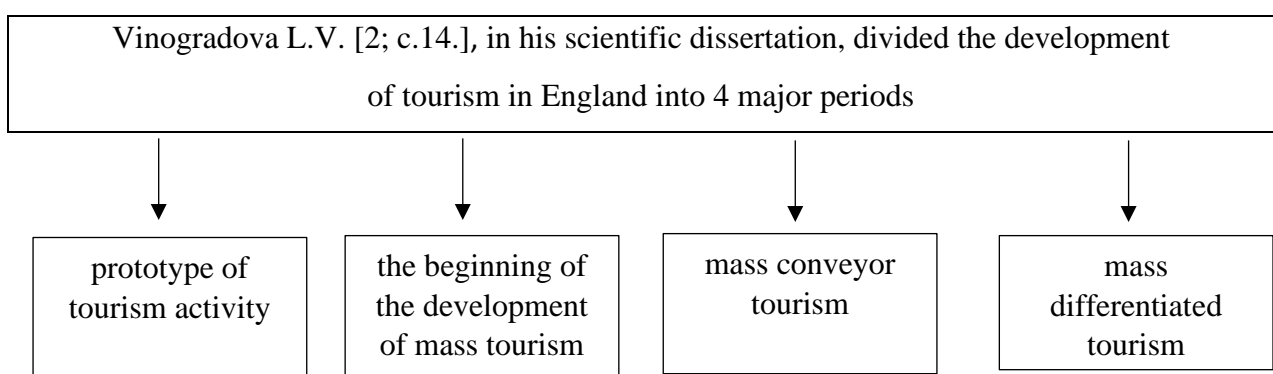 Vinogradova L.V. [2; c.14.], in his scientific dissertation, divided the development
of tourism in England into 4 major periods
prototype of
tourism activity
the beginning of
the development
of mass tourism
mass conveyor
tourism
mass
differentiated
tourism